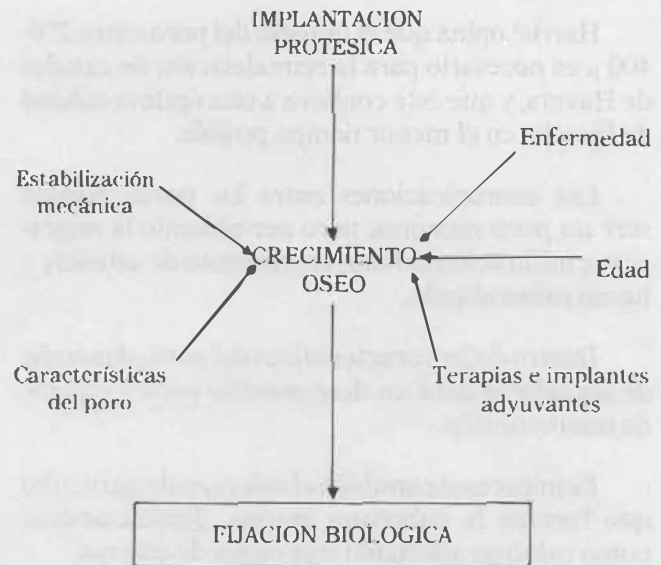 IMPLANTACION
PROTESICA
Enfermedad
Estabilización
mecánica
CRECIMIENTO
OSEO
Edad
Características
del poro
Terapias e implantes
adyuvantes
FIJACION BIOLOGICA